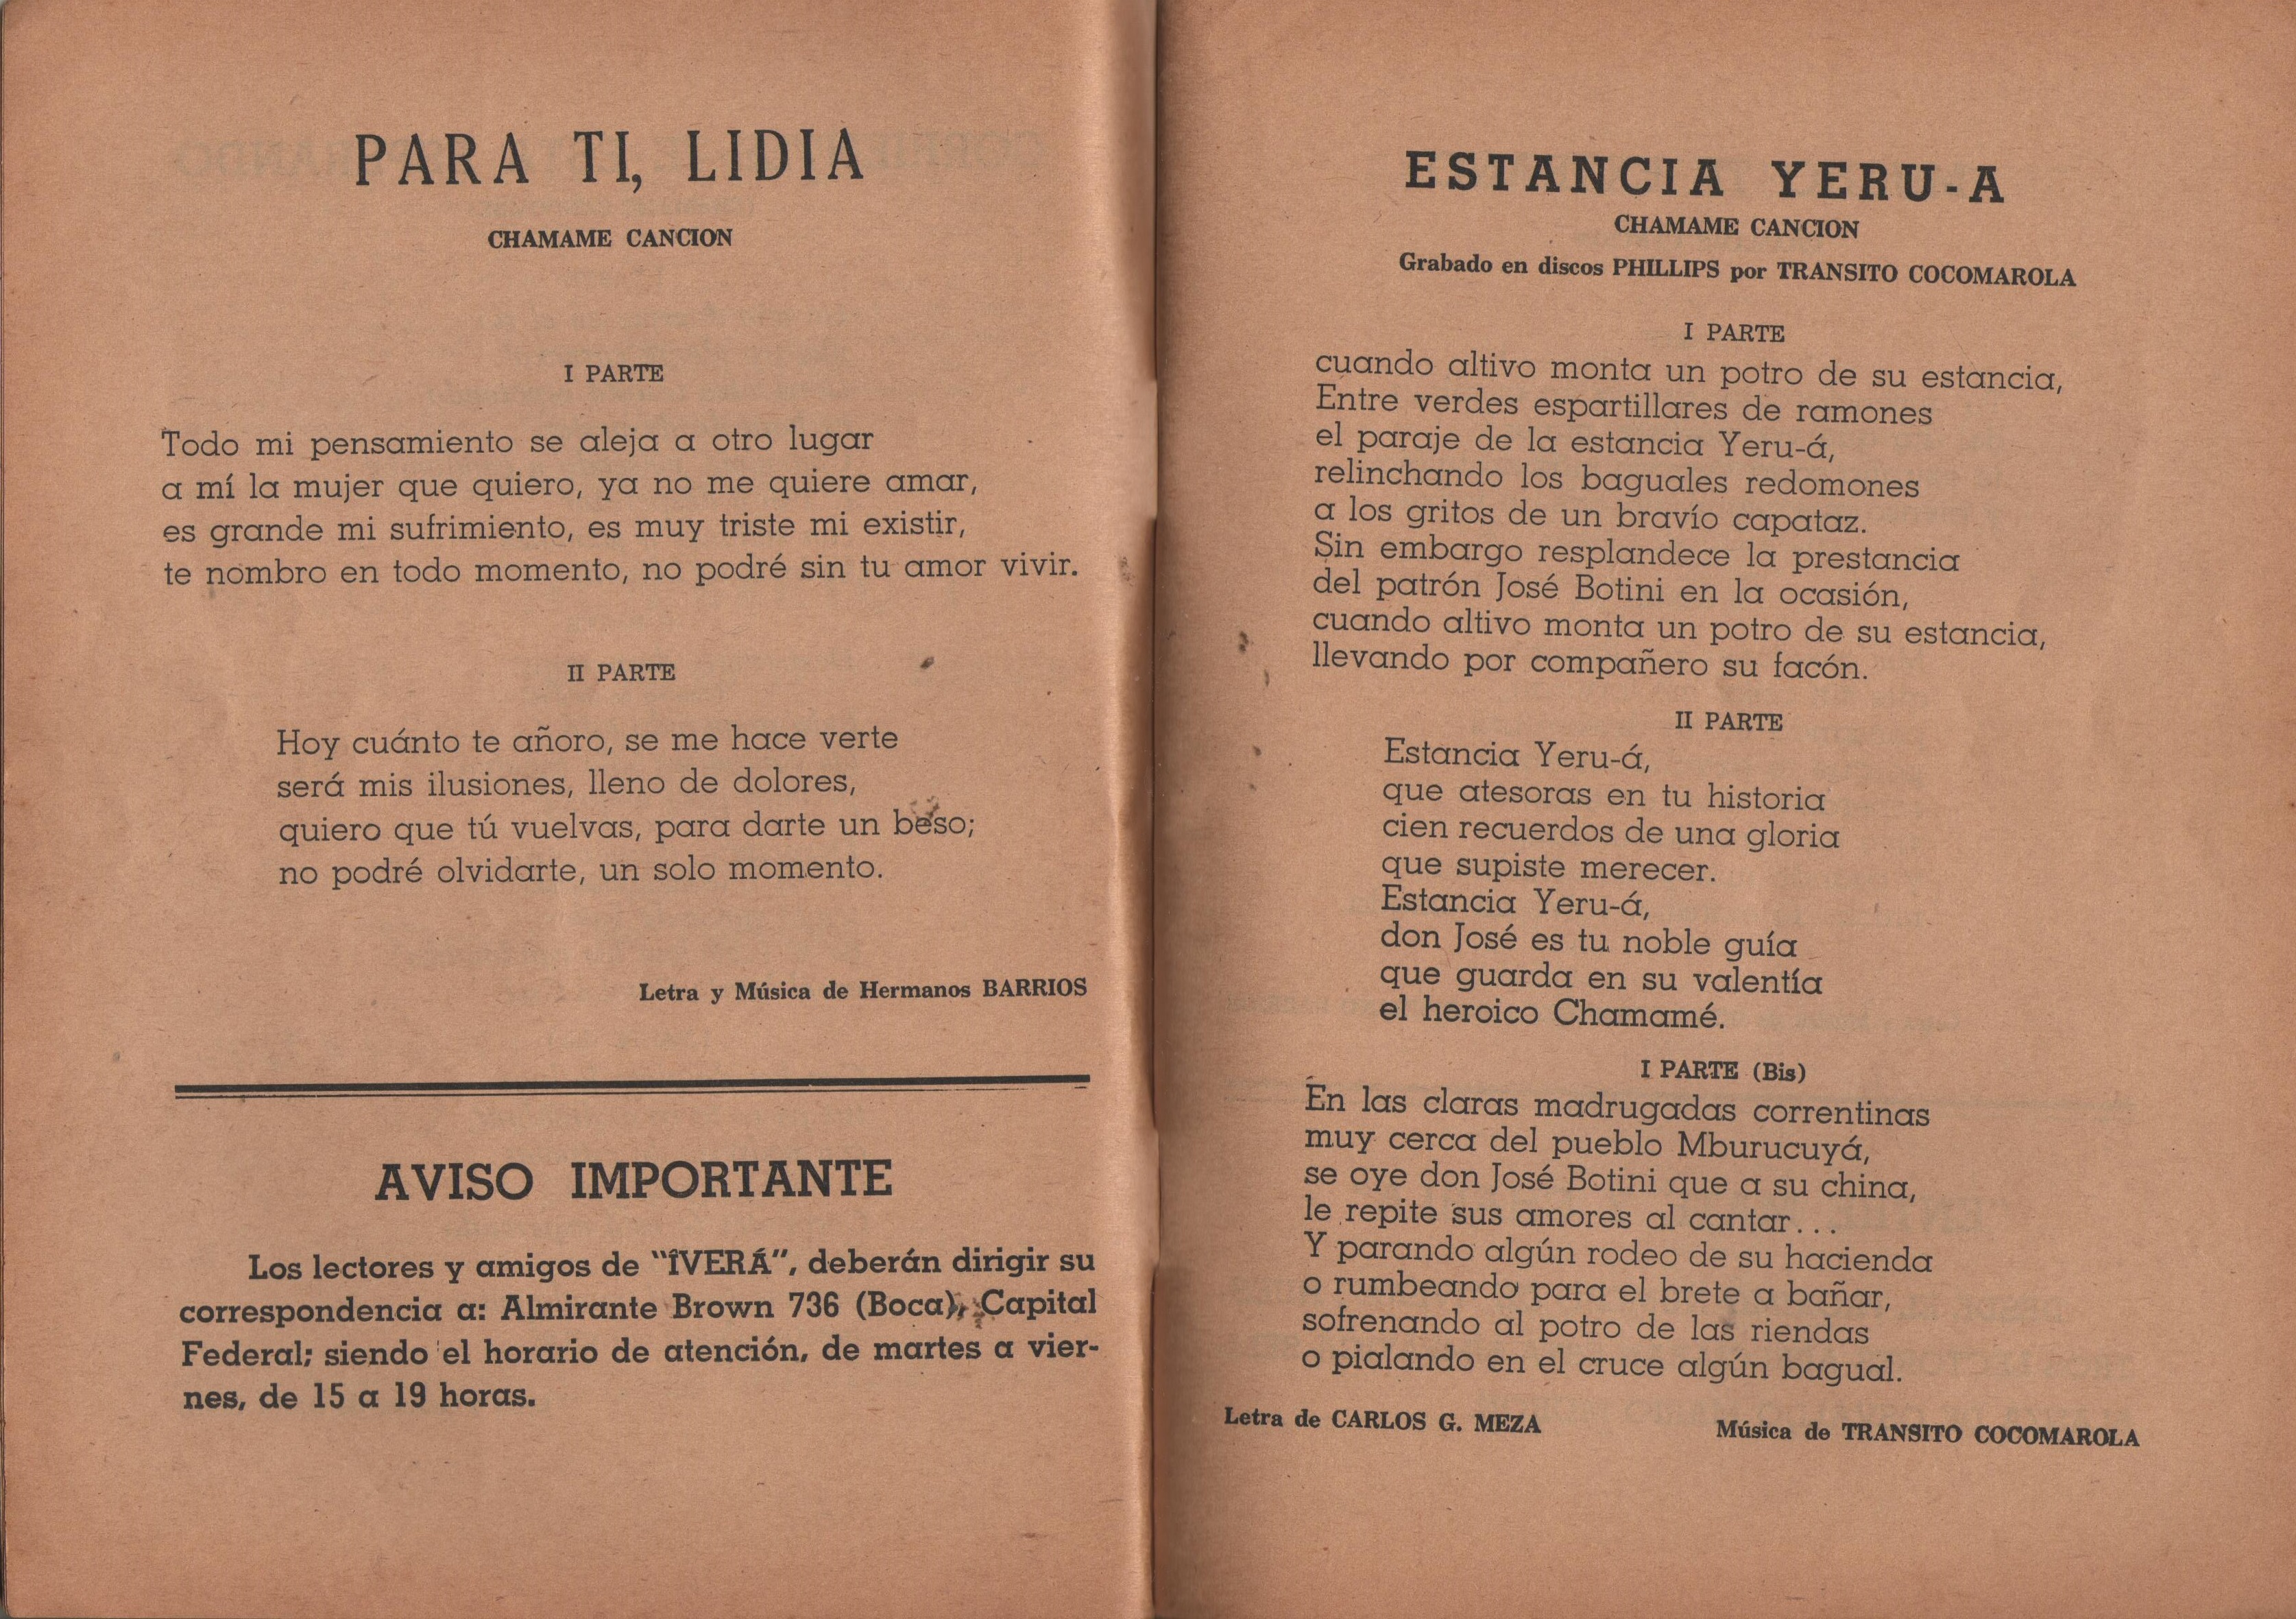 PARA TI, LIDIA
CHAMAME CANCION
I PARTE
Todo mi pensamiento se aleja a otro lugar
a mí la mujer que quiero, ya no me quiere amar,
es grande mi sufrimiento, es muy triste mi existir,
te nombro en todo momento, no podré sin tu amor vivir.
II PARTE
Hoy cuánto te añoro, se me hace verte
será mis ilusiones, lleno de dolores,
quiero que tú vuelvas, para darte un beso;
no podré olvidarte, un solo momento.
Letra y Música de Hermanos BARRIOS
AVISO IMPORTANTE
Los lectores y amigos de "ÎVERÁ", deberán dirigir su
correspondencia a: Almirante Brown 736 (Boca), Capital
Federal; siendo el horario de atención, de martes a vier-
nes, de 15 a 19 horas.
ESTANCIA YERU-A
CHAMAME CANCION
Grabado en discos PHILLIPS por TRANSITO COCOMAROLA
I PARTE
cuando altivo monta un potro de su estancia,
Entre verdes espartillares de ramones
el paraje de la estancia Yeru-á,
relinchando los baguales redomones
a los gritos de un bravío capataz.
Sin embargo resplandece la prestancia
del patrón José Botini en la ocasión,
cuando altivo monta un potro de su estancia,
llevando por compañero su facón.
II PARTE
Estancia Yeru-á,
que atesoras en tu historia
cien recuerdos de una gloria
que supiste merecer.
Estancia Yeru-á,
don José es tu noble guía
que guarda en su valentía
el heroico Chamamé.
I PARTE (Bis)
En las claras madrugadas correntinas
muy cerca del pueblo Mburucuyá,
se oye don José Botini que a su china,
le repite sus amores al cantar...
Y parando algún rodeo de su hacienda
o rumbeando para el brete a bañar,
sofrenando al potro de las riendas
o pialando en el cruce algún bagual.
Letra de CARLOS G. MEZA
Música de TRANSITO COCOMAROLA